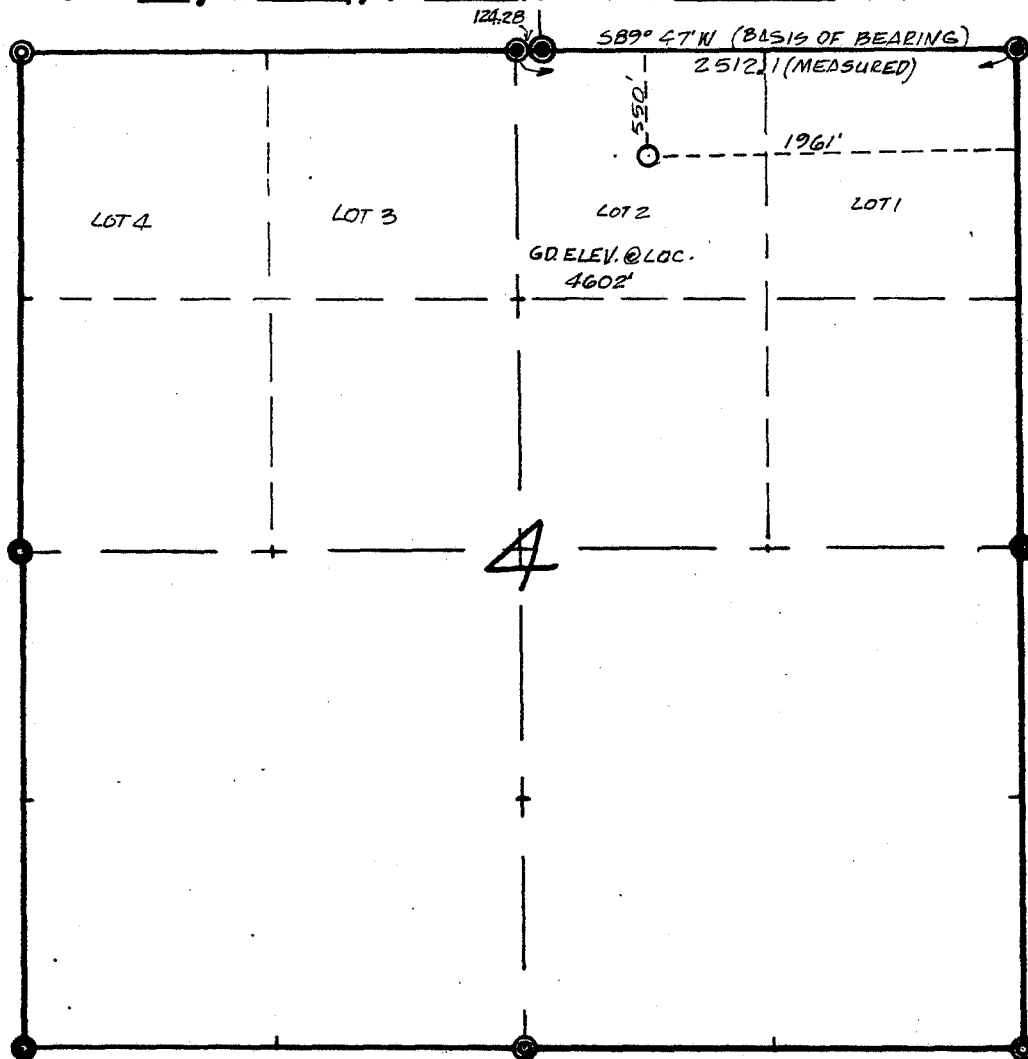 124.28
S89° 47'W (BASIS OF BEARING)
2512.1 (MEASURED)
550'
1961'
LOT 4
LOT 3
LOT 2
LOT 1
GD. ELEV. @ LOC.
4602'
4